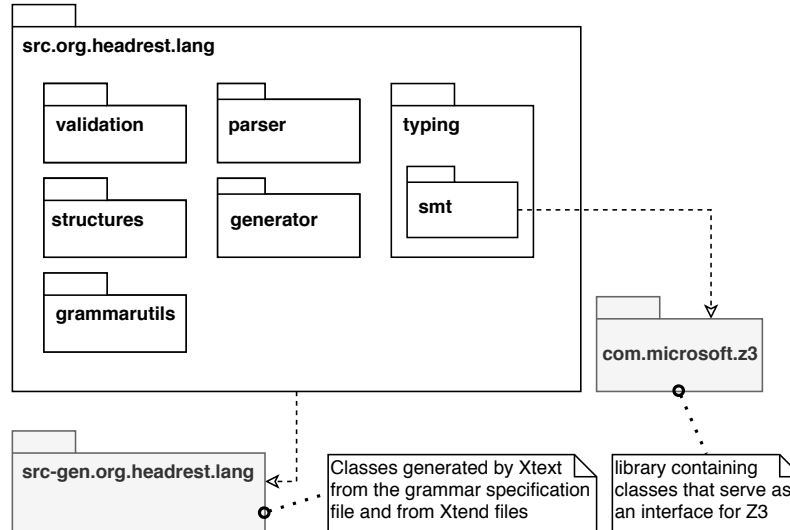 src.org.headrest.lang
validation
parser
typing
structures
generator
smt
grammarutils
com.microsoft.z3
src-gen.org.headrest.lang
Classes generated by Xtext
from the grammar specification
file and from Xtend files
library containing
classes that serve as
an interface for Z3